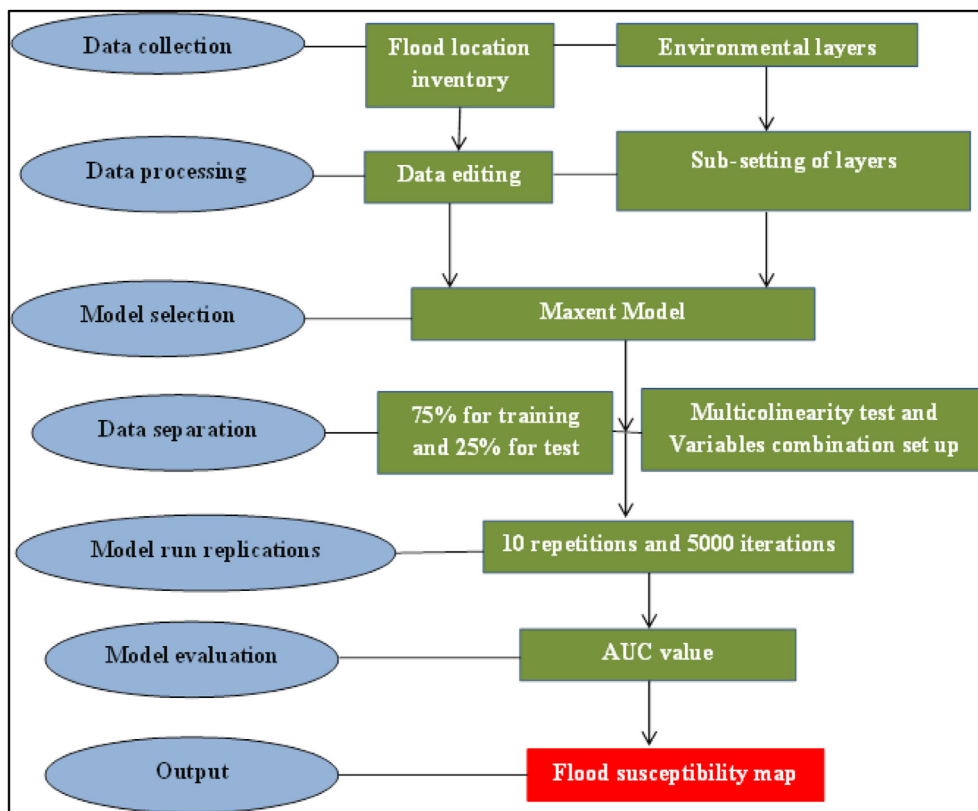 Data collection
Flood location
inventory
Environmental layers
Data processing
Data editing
Sub-setting of layers
Model selection
Maxent Model
Data separation
75% for training
and 25% for test
Multicolinearity test and
Variables combination set up
Model run replications
10 repetitions and 5000 iterations
Model evaluation
AUC value
Output
Flood susceptibility map